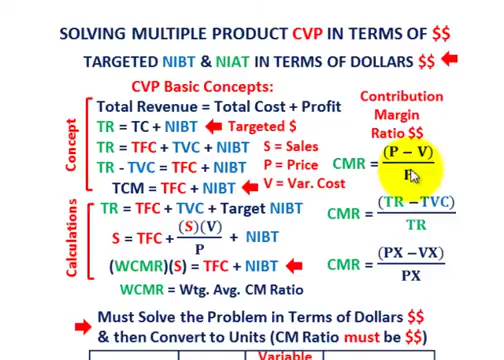 SOLVING MULTIPLE PRODUCT CVP IN TERMS OF $$
TARGETED NIBT & NIAT IN TERMS OF DOLLARS $$
CVP Basic Concepts:
Concept
Total Revenue = Total Cost + Profit
TR = TC + NIBT
Targeted $
TR = TFC + TVC + NIBT
TR - TVC = TFC + NIBT
TCM = TFC + NIBT
S = Sales
P = Price
V = Var. Cost
Contribution
Margin
Ratio $$
CMR = (P − V)
P
CMR = (TR −TVC)
TR
CMR = (PX −VX)
PX
Calculations
TR = TFC + TVC + Target NIBT
S = TFC + (S)(V) + NIBT
P
(WCMR)(S) = TFC + NIBT
WCMR = Wtg. Avg. CM Ratio
Must Solve the Problem in Terms of Dollars $$
& then Convert to Units (CM Ratio must be $$)
Variable